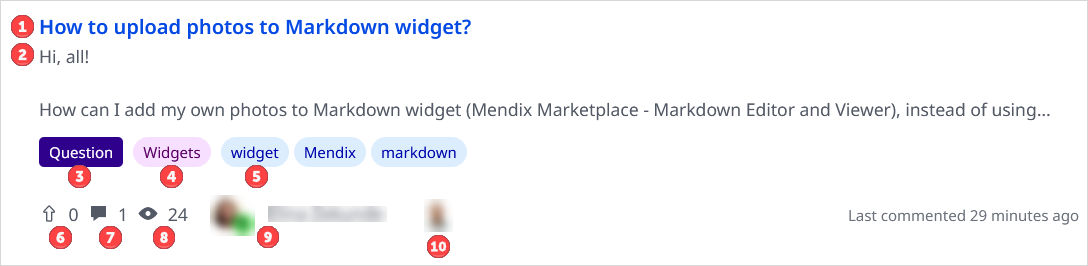 1 How to upload photos to Markdown widget?
2 Hi, all!
How can I add my own photos to Markdown widget (Mendix Marketplace - Markdown Editor and Viewer), instead of using...
Question Widgets widget Mendix markdown
3 4 5
0 1 24 Last commented 29 minutes ago
6 7 8 9 10